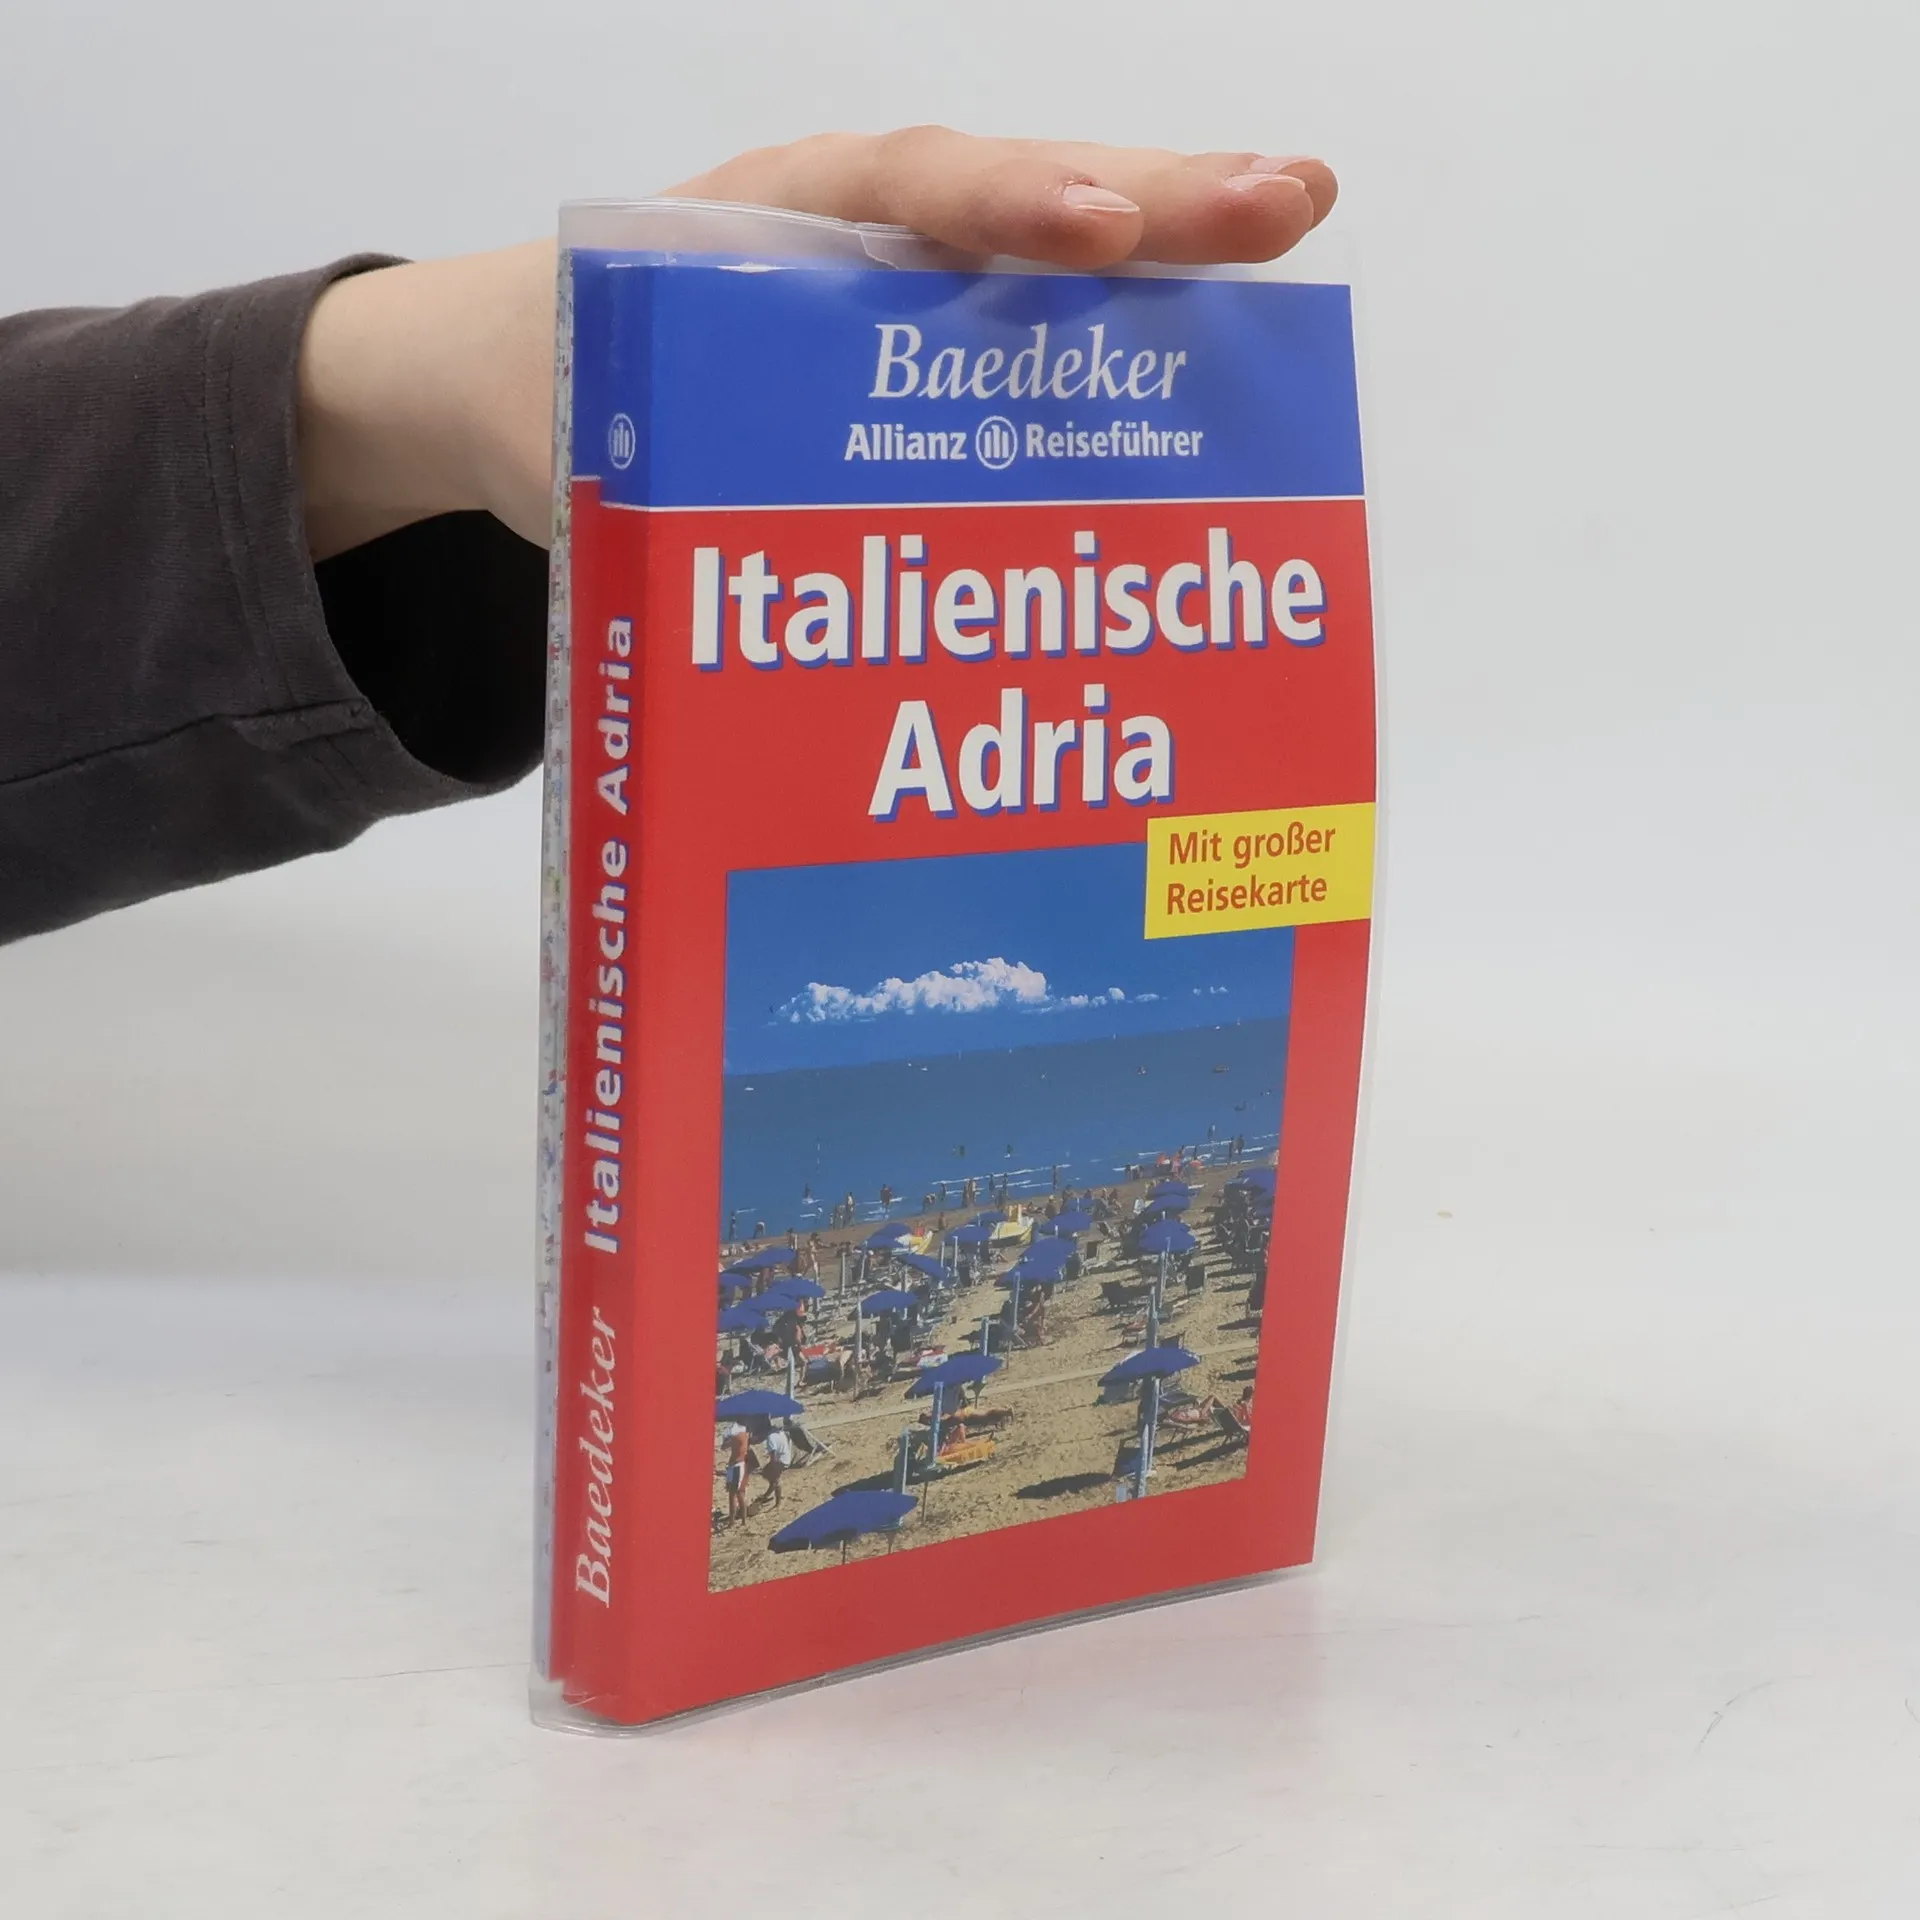 Baedeker
Allianz Reiseführer
Italienische
Adria
Mit großer
Reisekarte
Baedeker Italienische Adria